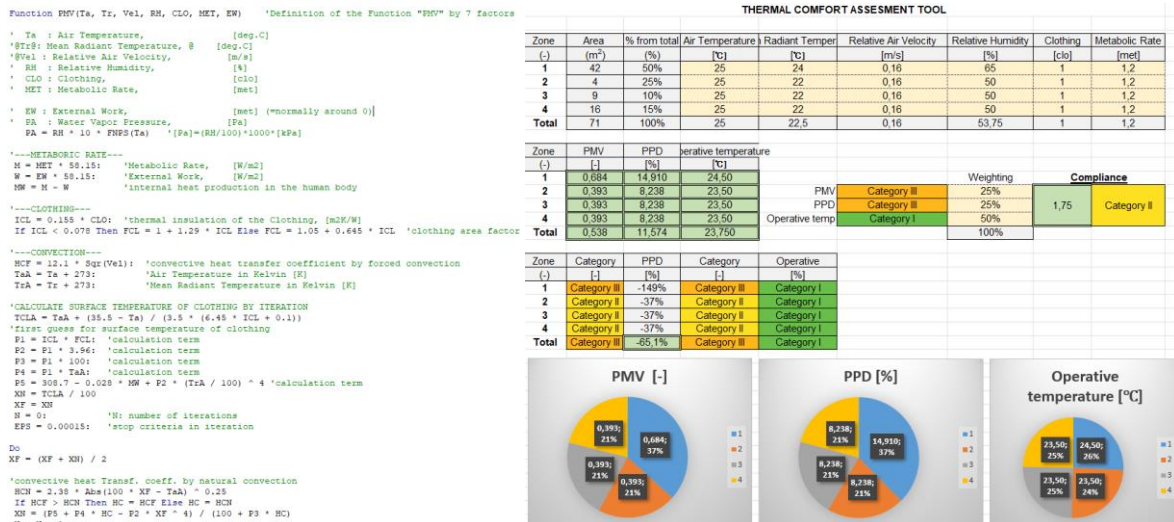 Function PMV(Ta, Tr, Vel, RH, CLO, MET, EW) 'Definition of the Function "PMV" by 7 factors
' Ta : Air Temperature, [deg.C]
'@Tr@: Mean Radiant Temperature, @ [deg.C]
'@Vel : Relative Air Velocity, [m/s]
' RH : Relative Humidity, [%]
' CLO : Clothing, [clo]
' MET : Metabolic Rate, [met]
' EW : External Work, [met] (=normally around 0)
' PA : Water Vapor Pressure, [Pa]
PA = RH * 10 * FNPS(Ta) '[Pa]=(RH/100)*1000*[kPa]
'---METABORIC RATE---
M = MET * 58.15: 'Metabolic Rate, [W/m2]
W = EW * 58.15: 'External Work, [W/m2]
MW = M - W 'internal heat production in the human body
'---CLOTHING---
ICL = 0.155 * CLO: 'thermal insulation of the Clothing, [m2K/W]
If ICL < 0.078 Then FCL = 1 + 1.29 * ICL Else FCL = 1.05 + 0.645 * ICL 'clothing area factor
'---CONVECTION---
HCF = 12.1 * Sqr(Vel): 'convective heat transfer coefficient by forced convection
TaA = Ta + 273: 'Air Temperature in Kelvin [K]
TrA = Tr + 273: 'Mean Radiant Temperature in Kelvin [K]
'CALCULATE SURFACE TEMPERATURE OF CLOTHING BY ITERATION
TCLA = TaA + (35.5 - Ta) / (3.5 * (6.45 * ICL + 0.1))
'first guess for surface temperature of clothing
P1 = ICL * FCL: 'calculation term
P2 = P1 * 3.96: 'calculation term
P3 = P1 * 100: 'calculation term
P4 = P1 * TaA: 'calculation term
P5 = 308.7 - 0.028 * MW + P2 * (TrA / 100) ^ 4 'calculation term
XN = TCLA / 100
XF = XN
N = 0: 'N: number of iterations
EPS = 0.00015: 'stop criteria in iteration
Do
XF = (XF + XN) / 2
'convective heat Transf. coeff. by natural convection
HCN = 2.38 * Abs(100 * XF - TaA) ^ 0.25
If HCF > HCN Then HC = HCF Else HC = HCN
XN = (P5 + P4 * HC - P2 * XF ^ 4) / (100 + P3 * HC)
THERMAL COMFORT ASSESMENT TOOL
Zone Area % from total Air Temperature Radiant Temper Relative Air Velocity Relative Humidity Clothing Metabolic Rate
(-) (m²) (%) [℃] [℃] [m/s] [%] [clo] [met]
1 42 50% 25 24 0,16 65 1 1,2
2 4 25% 25 22 0,16 50 1 1,2
3 9 10% 25 22 0,16 50 1 1,2
4 16 15% 25 22 0,16 50 1 1,2
Total 71 100% 25 22,5 0,16 53,75 1 1,2
Zone PMV PPD perative temperature
(-) [-] [%] [℃]
1 0,684 14,910 24,50 Weighting Compliance
2 0,393 8,238 23,50 PMV Category III 25%
3 0,393 8,238 23,50 PPD Category III 25% 1,75 Category II
4 0,393 8,238 23,50 Operative temp Category I 50%
Total 0,538 11,574 23,750 100%
Zone Category PPD Category Operative
(-) [-] [%] [-] [%]
1 Category III -149% Category III Category I
2 Category II -37% Category II Category I
3 Category II -37% Category II Category I
4 Category II -37% Category II Category I
Total Category III -65,1% Category III Category I
PMV [-]
0,393; 21%
0,684; 37%
0,393; 21%
0,393; 21%
1
2
3
4
PPD [%]
8,238; 21%
14,910; 37%
8,238; 21%
8,238; 21%
1
2
3
4
Operative
temperature [℃]
23,50; 25%
24,50; 26%
23,50; 25%
23,50; 24%
1
2
3
4